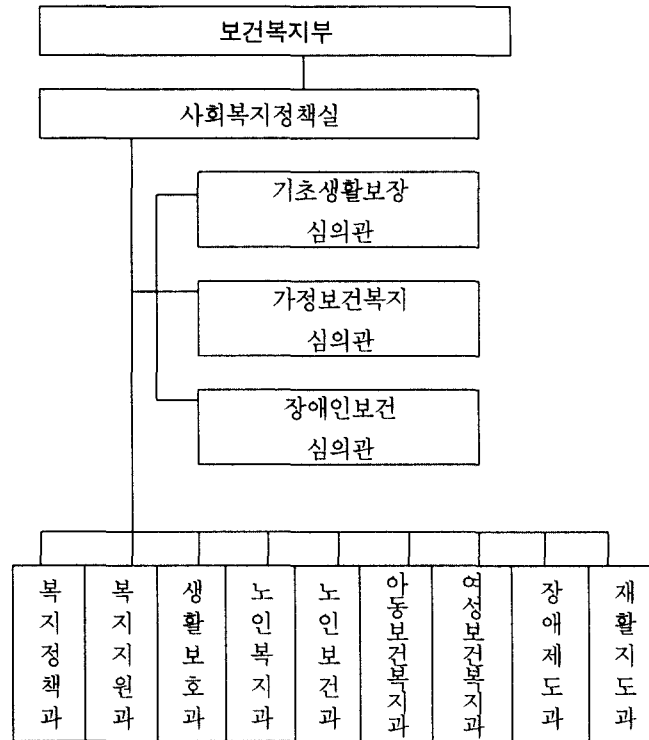 보건복지부
사회복지정책실
기초생활보장
심의관
가정보건복지
심의관
장애인보건
심의관
복지정책과
복지지원과
생활보호과
노인복지과
노인보건과
아동보건복지과
여성보건복지과
장애제도과
재활지도과